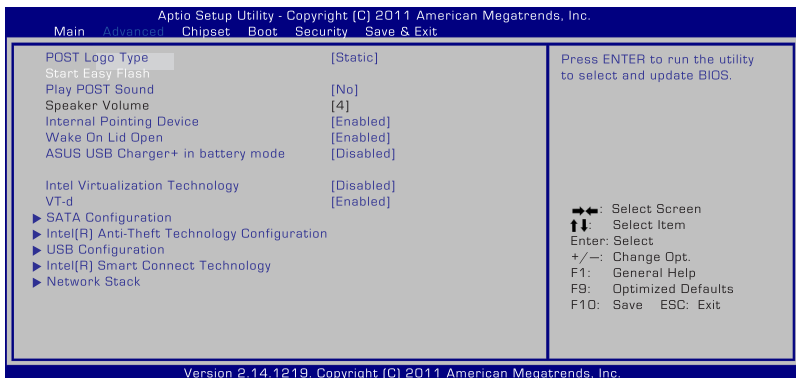 Aptio Setup Utility - Copyright (C) 2011 American Megatrends, Inc.
Main Advanced Chipset Boot Security Save & Exit
POST Logo Type [Static]
Start Easy Flash
Play POST Sound [No]
Speaker Volume [4]
Internal Pointing Device [Enabled]
Wake On Lid Open [Enabled]
ASUS USB Charger+ in battery mode [Disabled]
Intel Virtualization Technology [Disabled]
VT-d [Enabled]
SATA Configuration
Intel(R) Anti-Theft Technology Configuration
USB Configuration
Intel(R) Smart Connect Technology
Network Stack
Press ENTER to run the utility
to select and update BIOS.
→←: Select Screen
↑↓: Select Item
Enter: Select
+/—: Change Opt.
F1: General Help
F9: Optimized Defaults
F10: Save ESC: Exit
Version 2.14.1219. Copyright (C) 2011 American Megatrends, Inc.